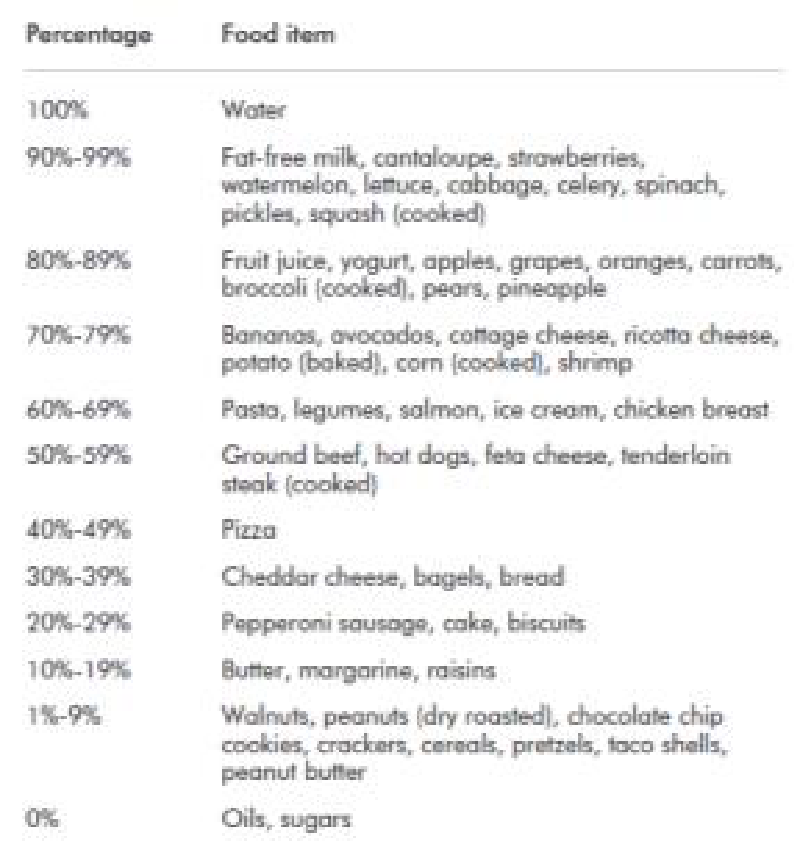 Percentage Food item
100% Water
90%-99% Fat-free milk, cantaloupe, strawberries,
watermelon, lettuce, cabbage, celery, spinach,
pickles, squash (cooked)
80%-89% Fruit juice, yogurt, apples, grapes, oranges, carrots,
broccoli (cooked), pears, pineapple
70%-79% Bananas, avocados, cottage cheese, ricotta cheese,
potato (baked), corn (cooked), shrimp
60%-69% Pasta, legumes, salmon, ice cream, chicken breast
50%-59% Ground beef, hot dogs, feta cheese, tenderloin
steak (cooked)
40%-49% Pizza
30%-39% Cheddar cheese, bagels, bread
20%-29% Pepperoni sausage, cake, biscuits
10%-19% Butter, margarine, raisins
1%-9% Walnuts, peanuts (dry roasted), chocolate chip
cookies, crackers, cereals, pretzels, taco shells,
peanut butter
0% Oils, sugars